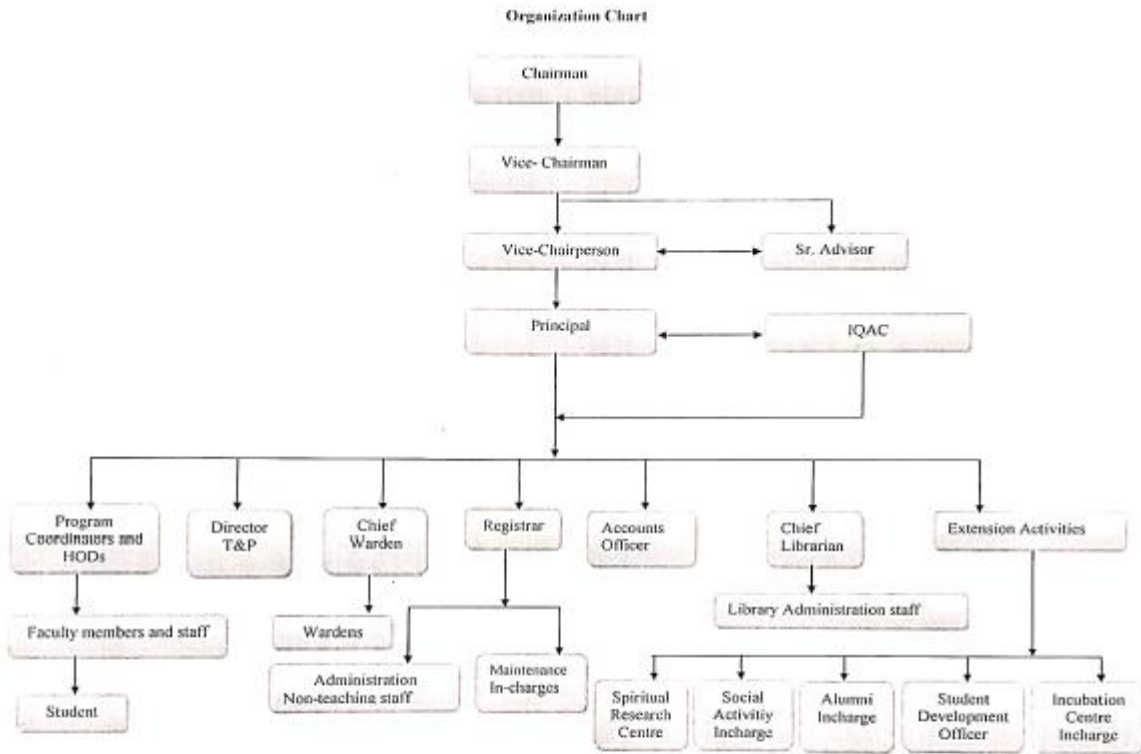 Organization Chart
Chairman
Vice- Chairman
Vice-Chairperson
Sr. Advisor
Principal
IQAC
Program
Coordinators and
HODs
Director
T&P
Chief
Warden
Registrar
Accounts
Officer
Chief
Librarian
Extension Activities
Faculty members and staff
Wardens
Library Administration staff
Student
Administration
Non-teaching staff
Maintenance
In-charges
Spiritual
Research
Centre
Social
Activitiy
Incharge
Alumni
Incharge
Student
Development
Officer
Incubation
Centre
Incharge